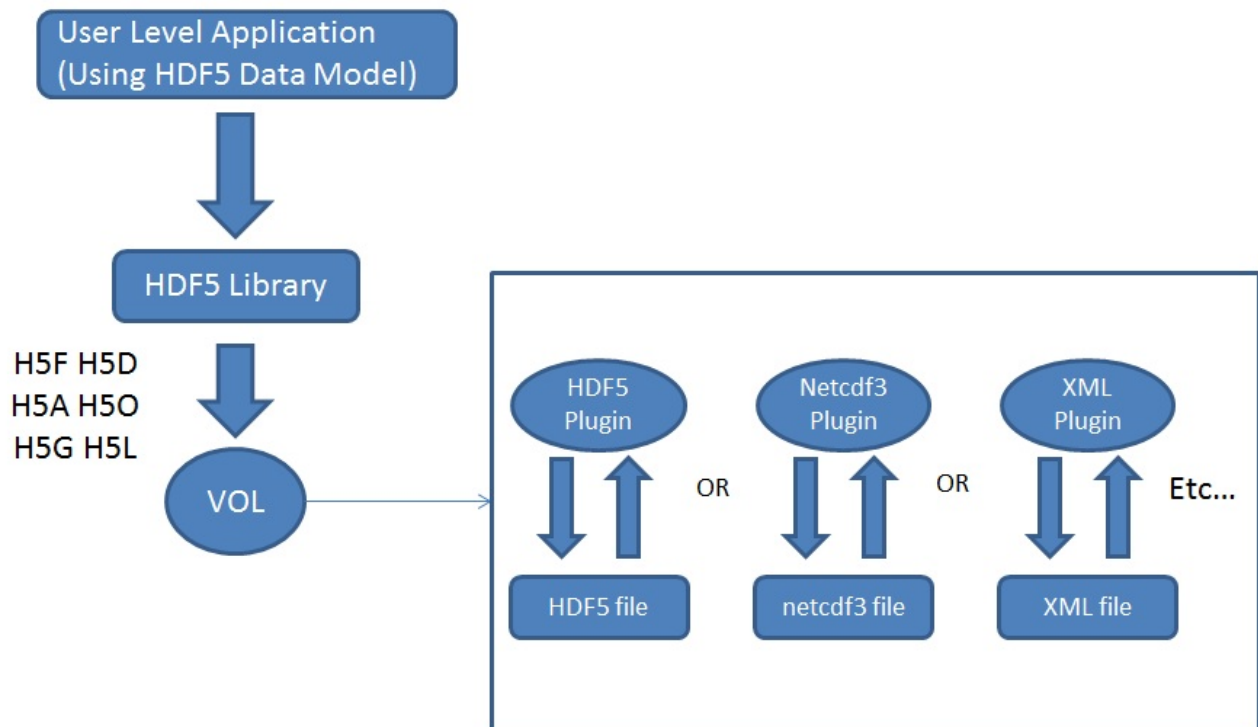 User Level Application
(Using HDF5 Data Model)
HDF5 Library
H5F H5D
H5A H5O
H5G H5L
VOL
HDF5
Plugin
Netcdf3
Plugin
XML
Plugin
OR
OR
Etc...
HDF5 file
netcdf3 file
XML file